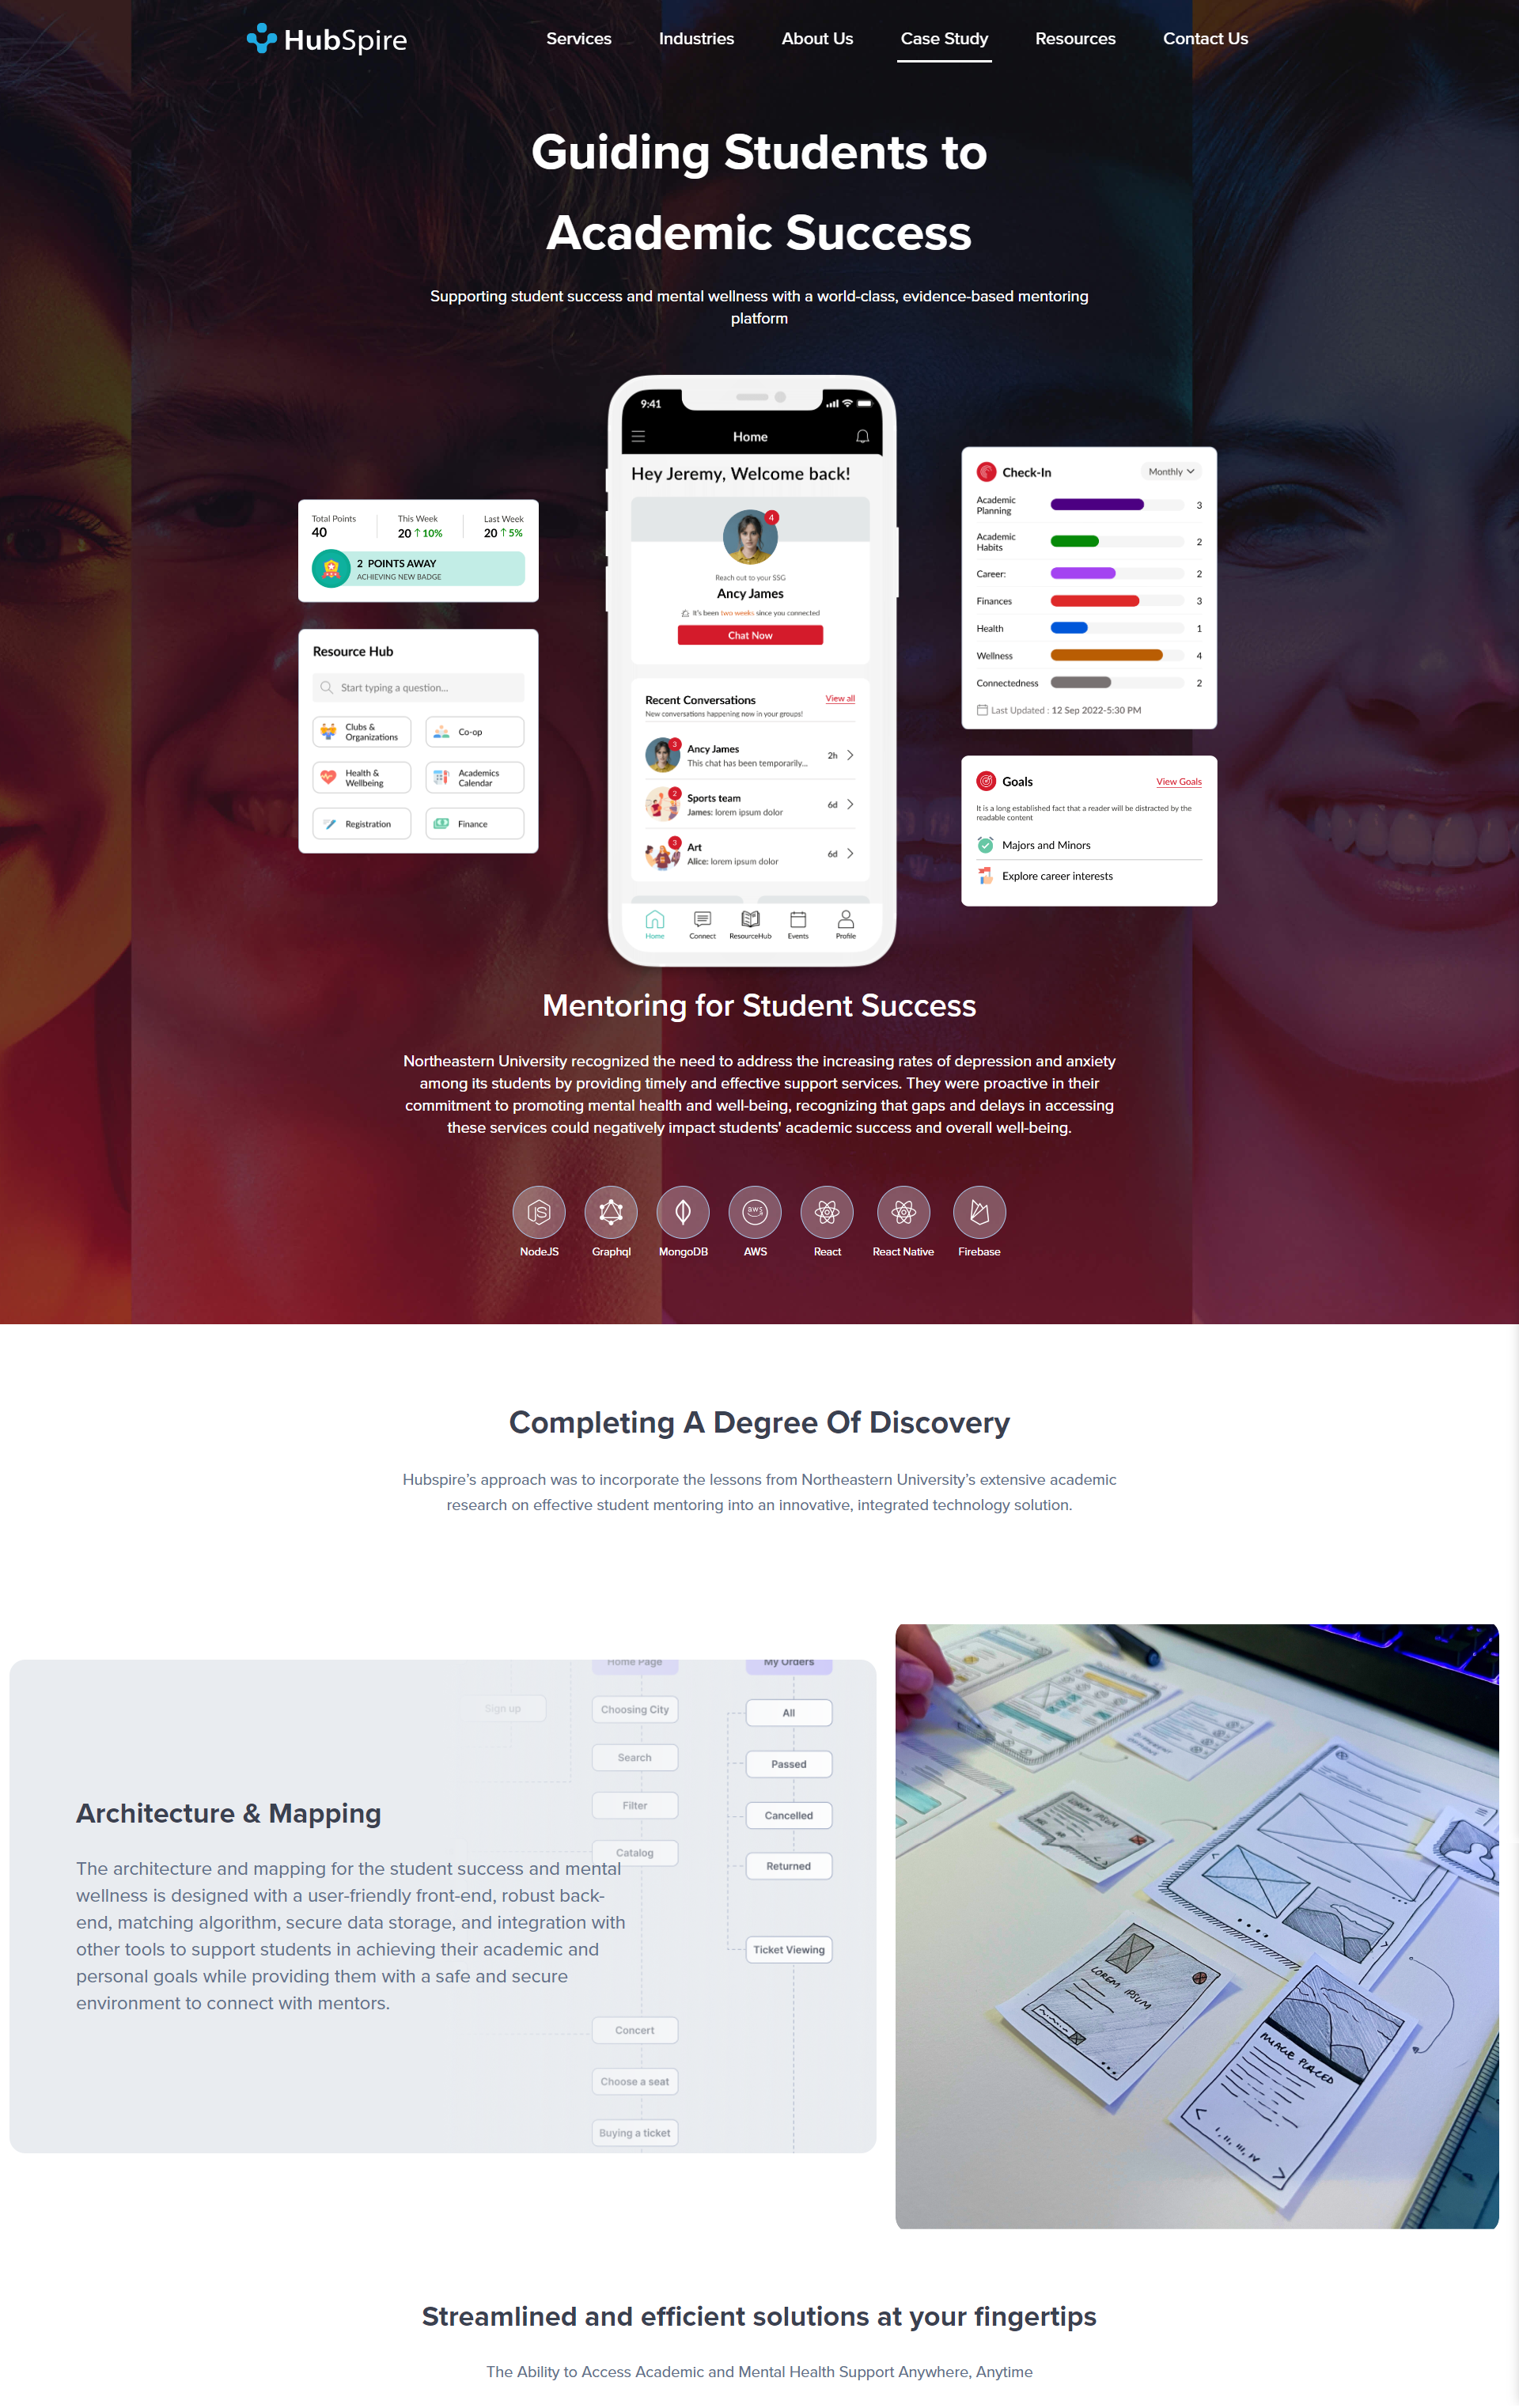 HubSpire
Services
Industries
About Us
Case Study
Resources
Contact Us
Guiding Students to
Academic Success
Supporting student success and mental wellness with a world-class, evidence-based mentoring
platform
Total Points
40
This Week
20 ↑ 10%
Last Week
20 ↑ 5%
2 POINTS AWAY
ACHIEVING NEW BADGE
Resource Hub
Start typing a question...
Clubs &
Organizations
Co-op
Health &
Wellbeing
Academics
Calendar
Registration
Finance
9:41
Home
Hey Jeremy, Welcome back!
4
Reach out to your SSG
Ancy James
It's been two weeks since you connected
Chat Now
Recent Conversations
View all
New conversations happening now in your groups!
3
Ancy James
This chat has been temporarily...
2h
2
Sports team
James: lorem ipsum dolor
6d
3
Art
Alice: lorem ipsum dolor
6d
Home
Connect
ResourceHub
Events
Profile
Check-In
Monthly
Academic
Planning
3
Academic
Habits
2
Career:
2
Finances
3
Health
1
Wellness
4
Connectedness
2
Last Updated : 12 Sep 2022-5:30 PM
Goals
View Goals
It is a long established fact that a reader will be distracted by the
readable content
Majors and Minors
Explore career interests
Mentoring for Student Success
Northeastern University recognized the need to address the increasing rates of depression and anxiety
among its students by providing timely and effective support services. They were proactive in their
commitment to promoting mental health and well-being, recognizing that gaps and delays in accessing
these services could negatively impact students' academic success and overall well-being.
JS
aws
NodeJS
Graphql
MongoDB
AWS
React
React Native
Firebase
Completing A Degree Of Discovery
Hubspire’s approach was to incorporate the lessons from Northeastern University’s extensive academic
research on effective student mentoring into an innovative, integrated technology solution.
Architecture & Mapping
The architecture and mapping for the student success and mental
wellness is designed with a user-friendly front-end, robust back-
end, matching algorithm, secure data storage, and integration with
other tools to support students in achieving their academic and
personal goals while providing them with a safe and secure
environment to connect with mentors.
Sign up
Home Page
Choosing City
Search
Filter
Catalog
Concert
Choose a seat
Buying a ticket
My Orders
All
Passed
Cancelled
Returned
Ticket Viewing
LOREM IPSUM
LOREM IPSUM
IMAGE PLACED
I, II, III, IV
Streamlined and efficient solutions at your fingertips
The Ability to Access Academic and Mental Health Support Anywhere, Anytime